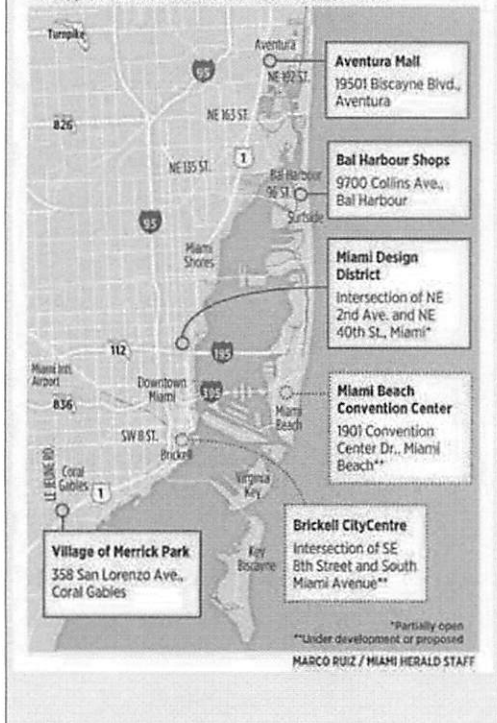 Turnpike
Aventura
NE 192 ST.
95
NE 163 ST.
826
1
NE 135 ST.
Bal Harbour
96 ST.
Surfside
95
Miami
Shores
112
195
Miami Intl.
Airport
Downtown
Miami
395
836
Miami
Beach
SW 8 ST.
Brickell
LE JEUNE RD.
Coral
Gables
1
Virginia
Key
Key
Biscayne
Aventura Mall
19501 Biscayne Blvd.,
Aventura
Bal Harbour Shops
9700 Collins Ave.,
Bal Harbour
Miami Design
District
Intersection of NE
2nd Ave. and NE
40th St., Miami*
Miami Beach
Convention Center
1901 Convention
Center Dr., Miami
Beach**
Brickell CityCentre
Intersection of SE
8th Street and South
Miami Avenue**
Village of Merrick Park
358 San Lorenzo Ave.,
Coral Gables
*Partially open
**Under development or proposed
MARCO RUIZ / MIAMI HERALD STAFF